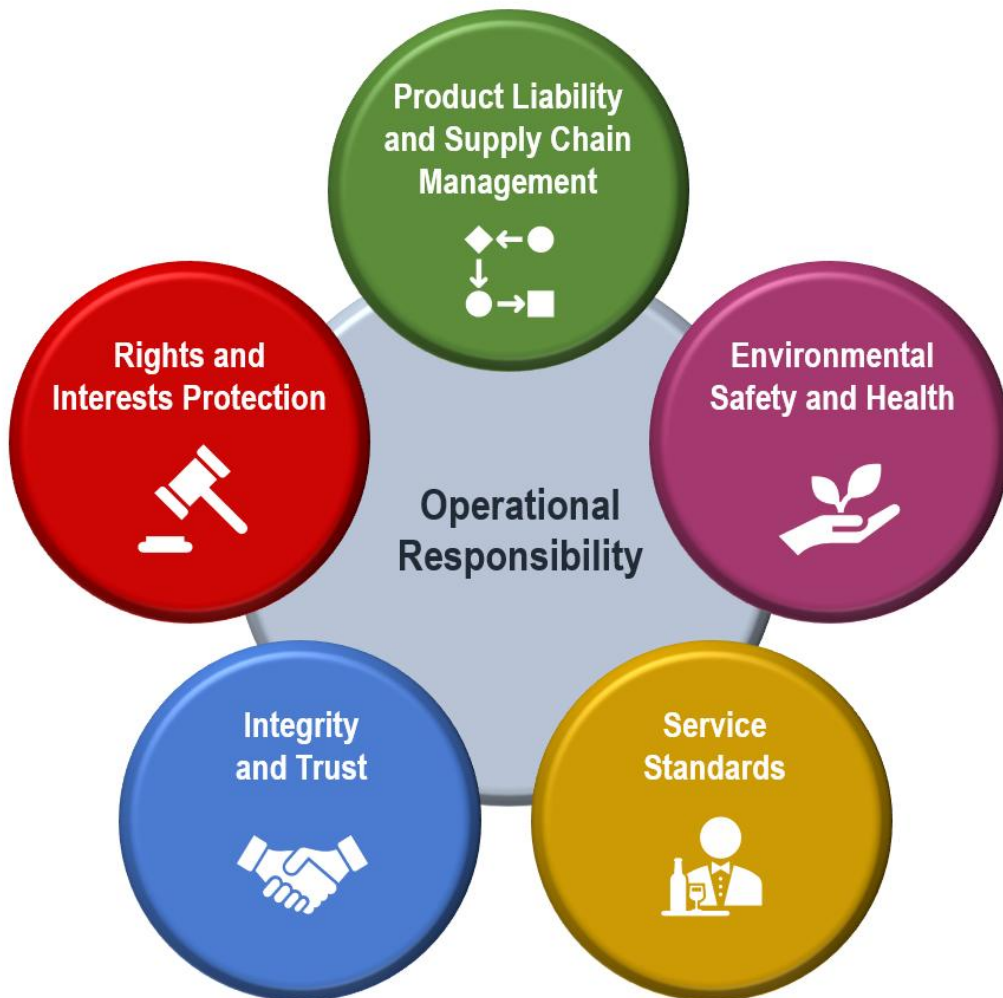 Product Liability
and Supply Chain
Management
Rights and
Interests Protection
Environmental
Safety and Health
Operational
Responsibility
Integrity
and Trust
Service
Standards